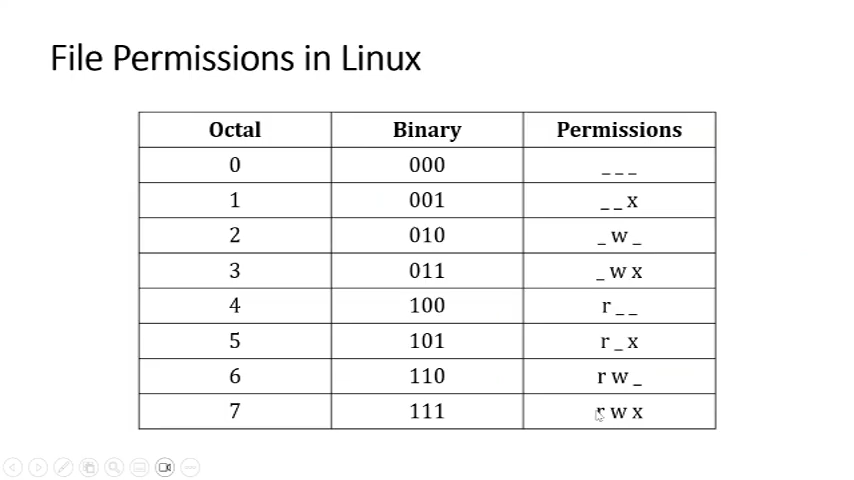 File Permissions in Linux
Octal Binary Permissions
0 000 _ _ _
1 001 _ _ x
2 010 _ w _
3 011 _ w x
4 100 r _ _
5 101 r _ x
6 110 r w _
7 111 r w x